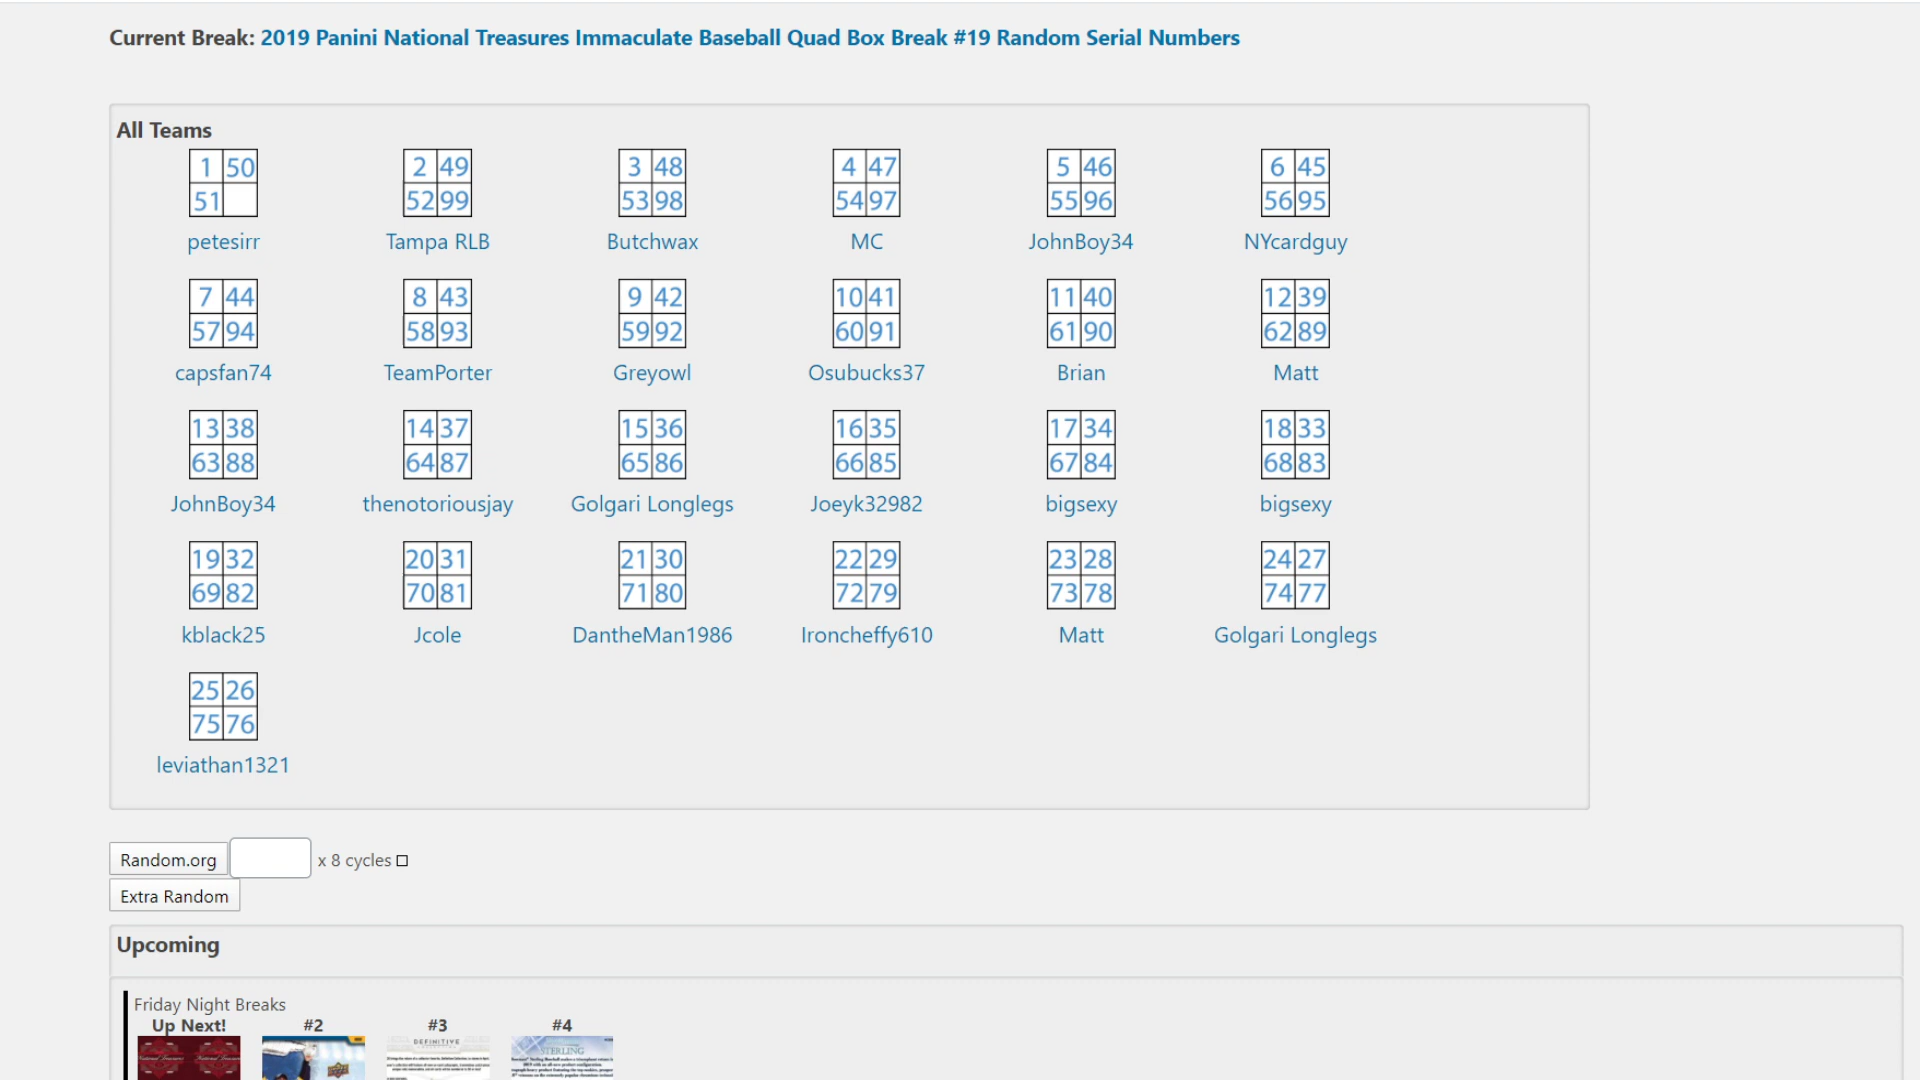 Current Break: 2019 Panini National Treasures Immaculate Baseball Quad Box Break #19 Random Serial Numbers
All Teams
1 50 2 49 3 48 4 47 5 46 6 45
51 52 99 53 98 54 97 55 96 56 95
petesirr Tampa RLB Butchwax MC JohnBoy34 NYcardguy
7 44 8 43 9 42 10 41 11 40 12 39
57 94 58 93 59 92 60 91 61 90 62 89
capsfan74 TeamPorter Greyowl Osubucks37 Brian Matt
13 38 14 37 15 36 16 35 17 34 18 33
63 88 64 87 65 86 66 85 67 84 68 83
JohnBoy34 thenotoriousjay Golgari Longlegs Joeyk32982 bigsexy bigsexy
19 32 20 31 21 30 22 29 23 28 24 27
69 82 70 81 71 80 72 79 73 78 74 77
kblack25 Jcole DantheMan1986 Ironcheffy610 Matt Golgari Longlegs
25 26
75 76
leviathan1321
Random.org x 8 cycles
Extra Random
Upcoming
Friday Night Breaks
Up Next! #2 #3 #4
DEFINITIVE
STERLING